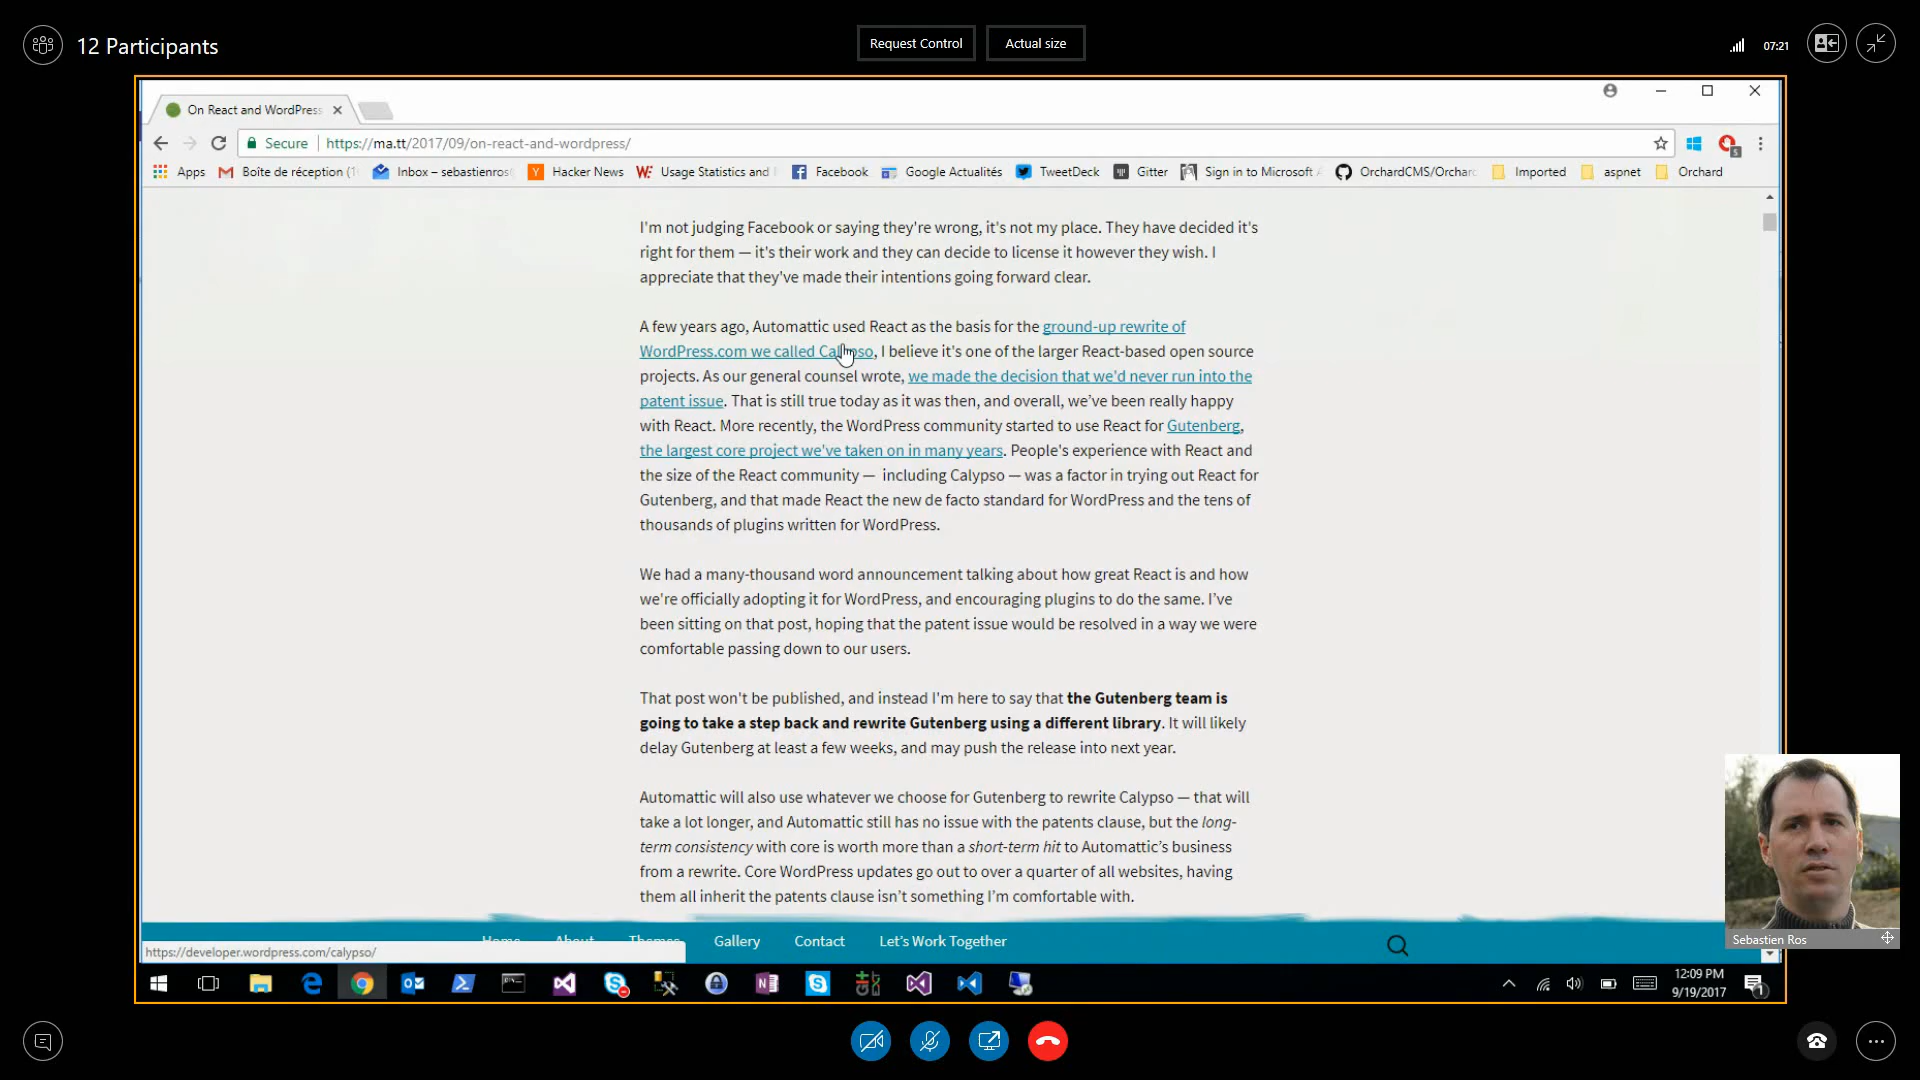 12 Participants
Request Control
Actual size
07:21
On React and WordPress
Secure
https://ma.tt/2017/09/on-react-and-wordpress/
Apps
Boîte de réception (1
Inbox – sebastienros
Hacker News
Usage Statistics and
Facebook
Google Actualités
TweetDeck
Gitter
Sign in to Microsoft
OrchardCMS/Orchar
Imported
aspnet
Orchard
I'm not judging Facebook or saying they're wrong, it's not my place. They have decided it's
right for them — it's their work and they can decide to license it however they wish. I
appreciate that they've made their intentions going forward clear.
A few years ago, Automattic used React as the basis for the ground-up rewrite of
WordPress.com we called Calypso, I believe it's one of the larger React-based open source
projects. As our general counsel wrote, we made the decision that we'd never run into the
patent issue. That is still true today as it was then, and overall, we’ve been really happy
with React. More recently, the WordPress community started to use React for Gutenberg,
the largest core project we've taken on in many years. People's experience with React and
the size of the React community — including Calypso — was a factor in trying out React for
Gutenberg, and that made React the new de facto standard for WordPress and the tens of
thousands of plugins written for WordPress.
We had a many-thousand word announcement talking about how great React is and how
we're officially adopting it for WordPress, and encouraging plugins to do the same. I’ve
been sitting on that post, hoping that the patent issue would be resolved in a way we were
comfortable passing down to our users.
That post won't be published, and instead I'm here to say that the Gutenberg team is
going to take a step back and rewrite Gutenberg using a different library. It will likely
delay Gutenberg at least a few weeks, and may push the release into next year.
Automattic will also use whatever we choose for Gutenberg to rewrite Calypso — that will
take a lot longer, and Automattic still has no issue with the patents clause, but the long-
term consistency with core is worth more than a short-term hit to Automattic’s business
from a rewrite. Core WordPress updates go out to over a quarter of all websites, having
them all inherit the patents clause isn’t something I’m comfortable with.
Home
About
Themes
Gallery
Contact
Let's Work Together
https://developer.wordpress.com/calypso/
Sebastien Ros
12:09 PM
9/19/2017